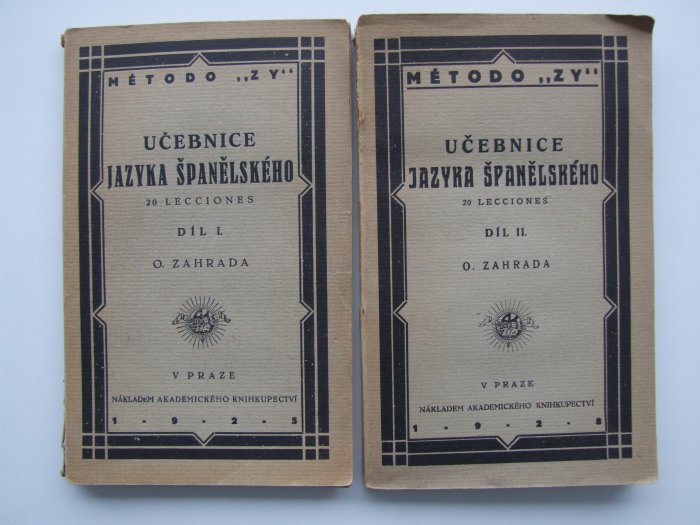 MÉTODO „ZY“
UČEBNICE
JAZYKA ŠPANĚLSKÉHO
20 LECCIONES
DÍL I.
O. ZAHRADA
V PRAZE
NÁKLADEM AKADEMICKÉHO KNIHKUPECTVÍ
1-9-2-5
MÉTODO „ZY“
UČEBNICE
JAZYKA ŠPANĚLSKÉHO
20 LECCIONES
DÍL II.
O. ZAHRADA
V PRAZE
NÁKLADEM AKADEMICKÉHO KNIHKUPECTVÍ
1-9-2-8